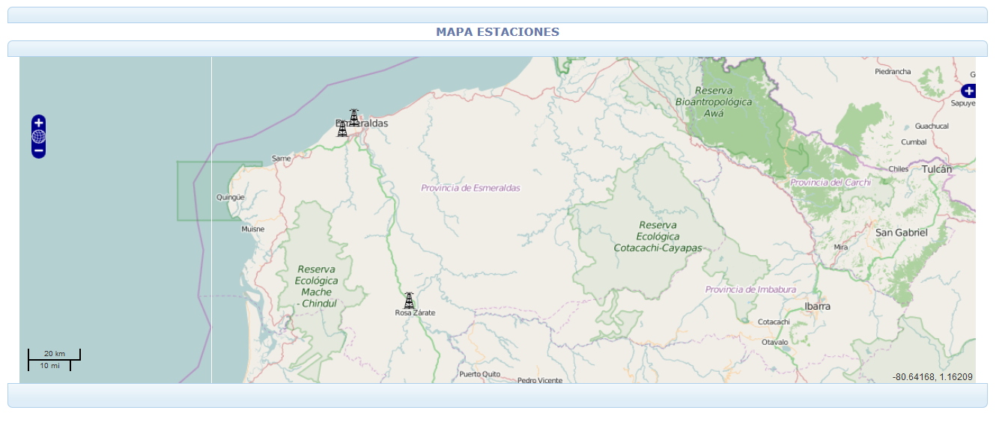 MAPA ESTACIONES
Piedrancha
G
Reserva
Bioantropológica
Awá
+
Sapuye
+
−
Esmeraldas
Guachucal
Cumbal
Same
Chiles
Tulcán
Provincia de Esmeraldas
Provincia del Carchi
Quingüe
Muisne
Reserva
Ecológica
Cotacachi-Cayapas
San Gabriel
Mira
Reserva
Ecológica
Mache
- Chindul
Provincia de Imbabura
Ibarra
Rosa Zárate
Cotacachi
Otavalo
20 km
10 mi
Puerto Quito
Pedro Vicente
-80.64168, 1.16209